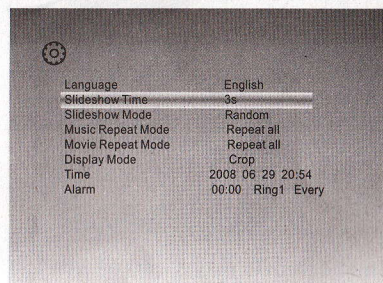 Language English
Slideshow Time 3s
Slideshow Mode Random
Music Repeat Mode Repeat all
Movie Repeat Mode Repeat all
Display Mode Crop
Time 2008 06 29 20:54
Alarm 00:00 Ring1 Every